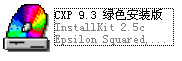 CXP 9.3 绿色安装版
InstallKit 2.5c
Epsilon Squared,